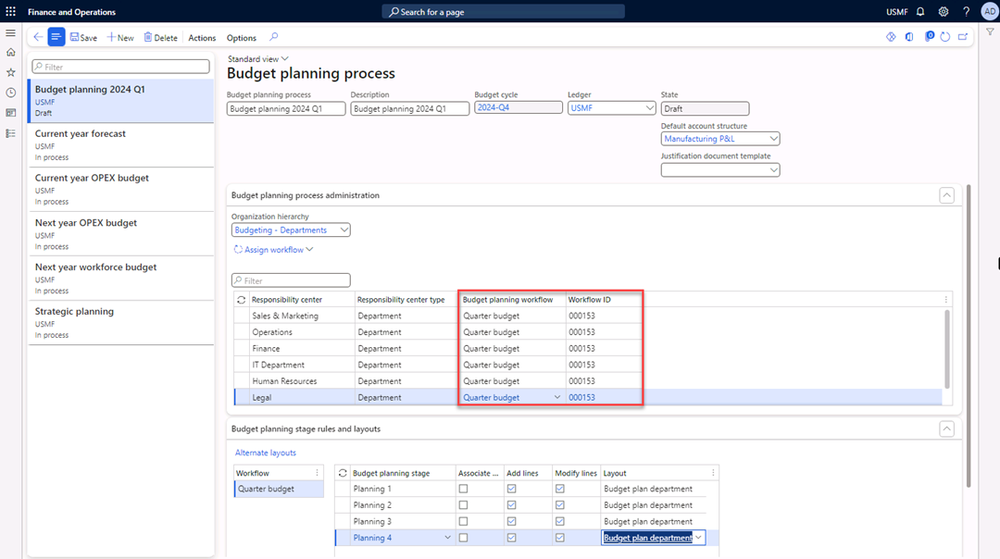 Finance and Operations
Search for a page
USMF
?
AD
Save
New
Delete
Actions
Options
0
Filter
Budget planning 2024 Q1
USMF
Draft
Current year forecast
USMF
In process
Current year OPEX budget
USMF
In process
Next year OPEX budget
USMF
In process
Next year workforce budget
USMF
In process
Strategic planning
USMF
In process
Standard view
Budget planning process
Budget planning process Description Budget cycle Ledger State
Budget planning 2024 Q1 Budget planning 2024 Q1 2024-Q4 USMF Draft
Default account structure
Manufacturing P&L
Justification document template
Budget planning process administration
Organization hierarchy
Budgeting - Departments
Assign workflow
Filter
Responsibility center Responsibility center type Budget planning workflow Workflow ID
Sales & Marketing Department Quarter budget 000153
Operations Department Quarter budget 000153
Finance Department Quarter budget 000153
IT Department Department Quarter budget 000153
Human Resources Department Quarter budget 000153
Legal Department Quarter budget 000153
Budget planning stage rules and layouts
Alternate layouts
Workflow
Quarter budget
Budget planning stage Associate ... Add lines Modify lines Layout
Planning 1 Budget plan department
Planning 2 Budget plan department
Planning 3 Budget plan department
Planning 4 Budget plan department